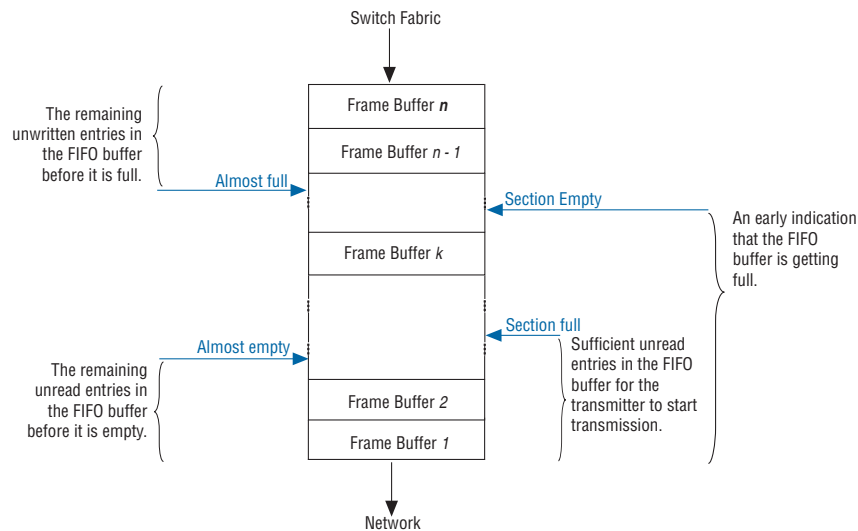 Switch Fabric
Frame Buffer n
The remaining
unwritten entries in
the FIFO buffer
before it is full.
Frame Buffer n - 1
Almost full
Section Empty
An early indication
that the FIFO
buffer is getting
full.
Frame Buffer k
Section full
Almost empty
Sufficient unread
entries in the FIFO
buffer for the
transmitter to start
transmission.
The remaining
unread entries in
the FIFO buffer
before it is empty.
Frame Buffer 2
Frame Buffer 1
Network